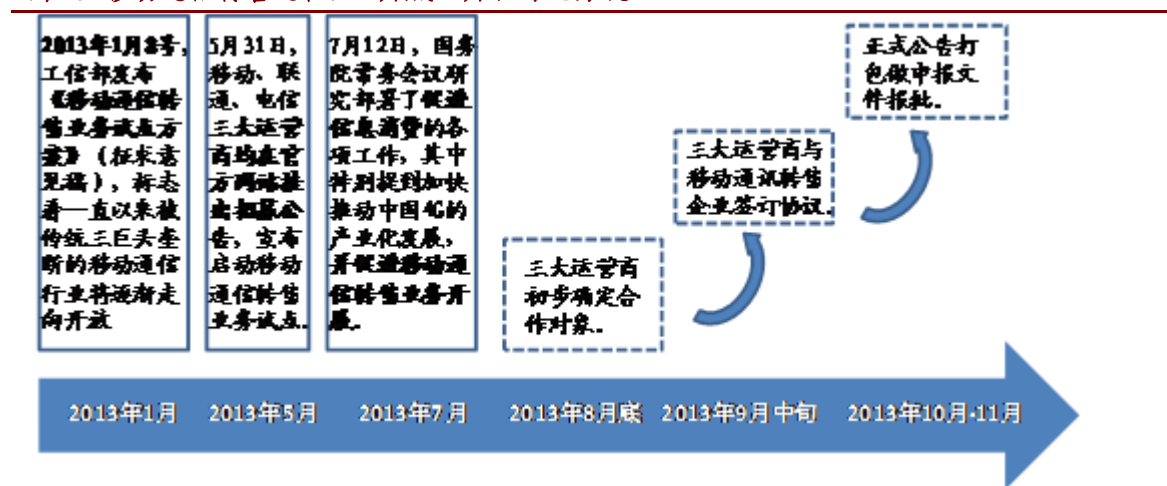 2013年1月8号，
工信部发布
《移动通信转
售业务试点方
案》（征求意
见稿），标志
着一直以来被
传统三巨头垄
断的移动通信
行业将逐渐走
向开放
5月31日，
移动、联
通、电信
三大运营
商均在官
方网站推
出招募公
告，宣布
启动移动
通信转售
业务试点.
7月12日，国务
院常务会议研
究部署了促进
信息消费的各
项工作，其中
特别提到加快
推动中国4G的
产业化发展，
并促进移动通
信转售业务开
展.
三大运营商
初步确定合
作对象.
三大运营商与
移动通讯转售
企业签订协议.
正式公告打
包做申报文
件报批.
2013年1月
2013年5月
2013年7月
2013年8月底
2013年9月中旬
2013年10月-11月